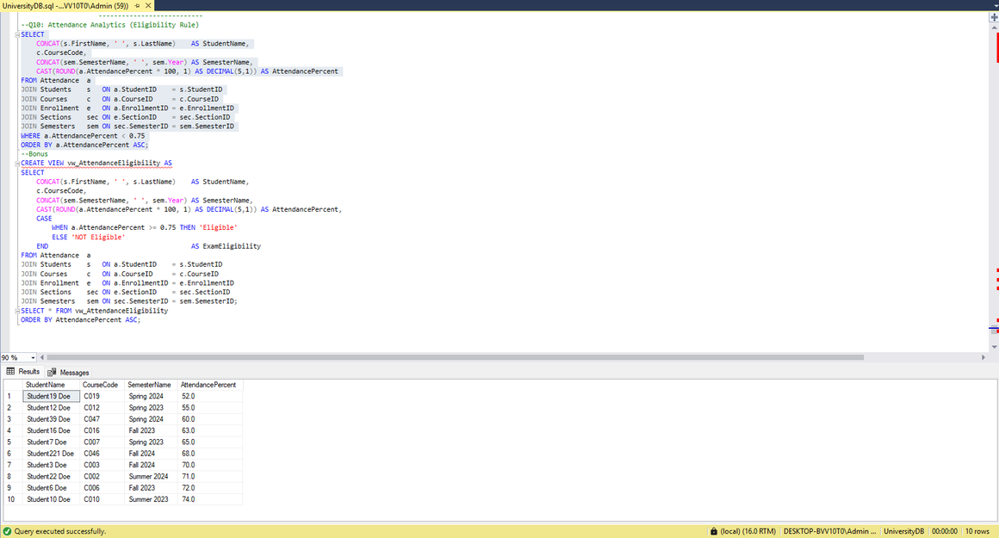 UniversityDB.sql -...VV10T0\Admin (59))
--Q10: Attendance Analytics (Eligibility Rule)
SELECT
CONCAT(s.FirstName, ' ', s.LastName) AS StudentName,
c.CourseCode,
CONCAT(sem.SemesterName, ' ', sem.Year) AS SemesterName,
CAST(ROUND(a.AttendancePercent * 100, 1) AS DECIMAL(5,1)) AS AttendancePercent
FROM Attendance a
JOIN Students s ON a.StudentID = s.StudentID
JOIN Courses c ON a.CourseID = c.CourseID
JOIN Enrollment e ON a.EnrollmentID = e.EnrollmentID
JOIN Sections sec ON e.SectionID = sec.SectionID
JOIN Semesters sem ON sec.SemesterID = sem.SemesterID
WHERE a.AttendancePercent < 0.75
ORDER BY a.AttendancePercent ASC;
--Bonus
CREATE VIEW vw_AttendanceEligibility AS
SELECT
CONCAT(s.FirstName, ' ', s.LastName) AS StudentName,
c.CourseCode,
CONCAT(sem.SemesterName, ' ', sem.Year) AS SemesterName,
CAST(ROUND(a.AttendancePercent * 100, 1) AS DECIMAL(5,1)) AS AttendancePercent,
CASE
WHEN a.AttendancePercent >= 0.75 THEN 'Eligible'
ELSE 'NOT Eligible'
END AS ExamEligibility
FROM Attendance a
JOIN Students s ON a.StudentID = s.StudentID
JOIN Courses c ON a.CourseID = c.CourseID
JOIN Enrollment e ON a.EnrollmentID = e.EnrollmentID
JOIN Sections sec ON e.SectionID = sec.SectionID
JOIN Semesters sem ON sec.SemesterID = sem.SemesterID;
SELECT * FROM vw_AttendanceEligibility
ORDER BY AttendancePercent ASC;
90 %
Results Messages
StudentName CourseCode SemesterName AttendancePercent
1 Student19 Doe C019 Spring 2024 52.0
2 Student12 Doe C012 Spring 2023 55.0
3 Student39 Doe C047 Spring 2024 60.0
4 Student16 Doe C016 Fall 2023 63.0
5 Student7 Doe C007 Spring 2023 65.0
6 Student221 Doe C046 Fall 2024 68.0
7 Student3 Doe C003 Fall 2024 70.0
8 Student22 Doe C002 Summer 2024 71.0
9 Student6 Doe C006 Fall 2023 72.0
10 Student10 Doe C010 Summer 2023 74.0
Query executed successfully. (local) (16.0 RTM) DESKTOP-BVV10T0\Admin ... UniversityDB 00:00:00 10 rows